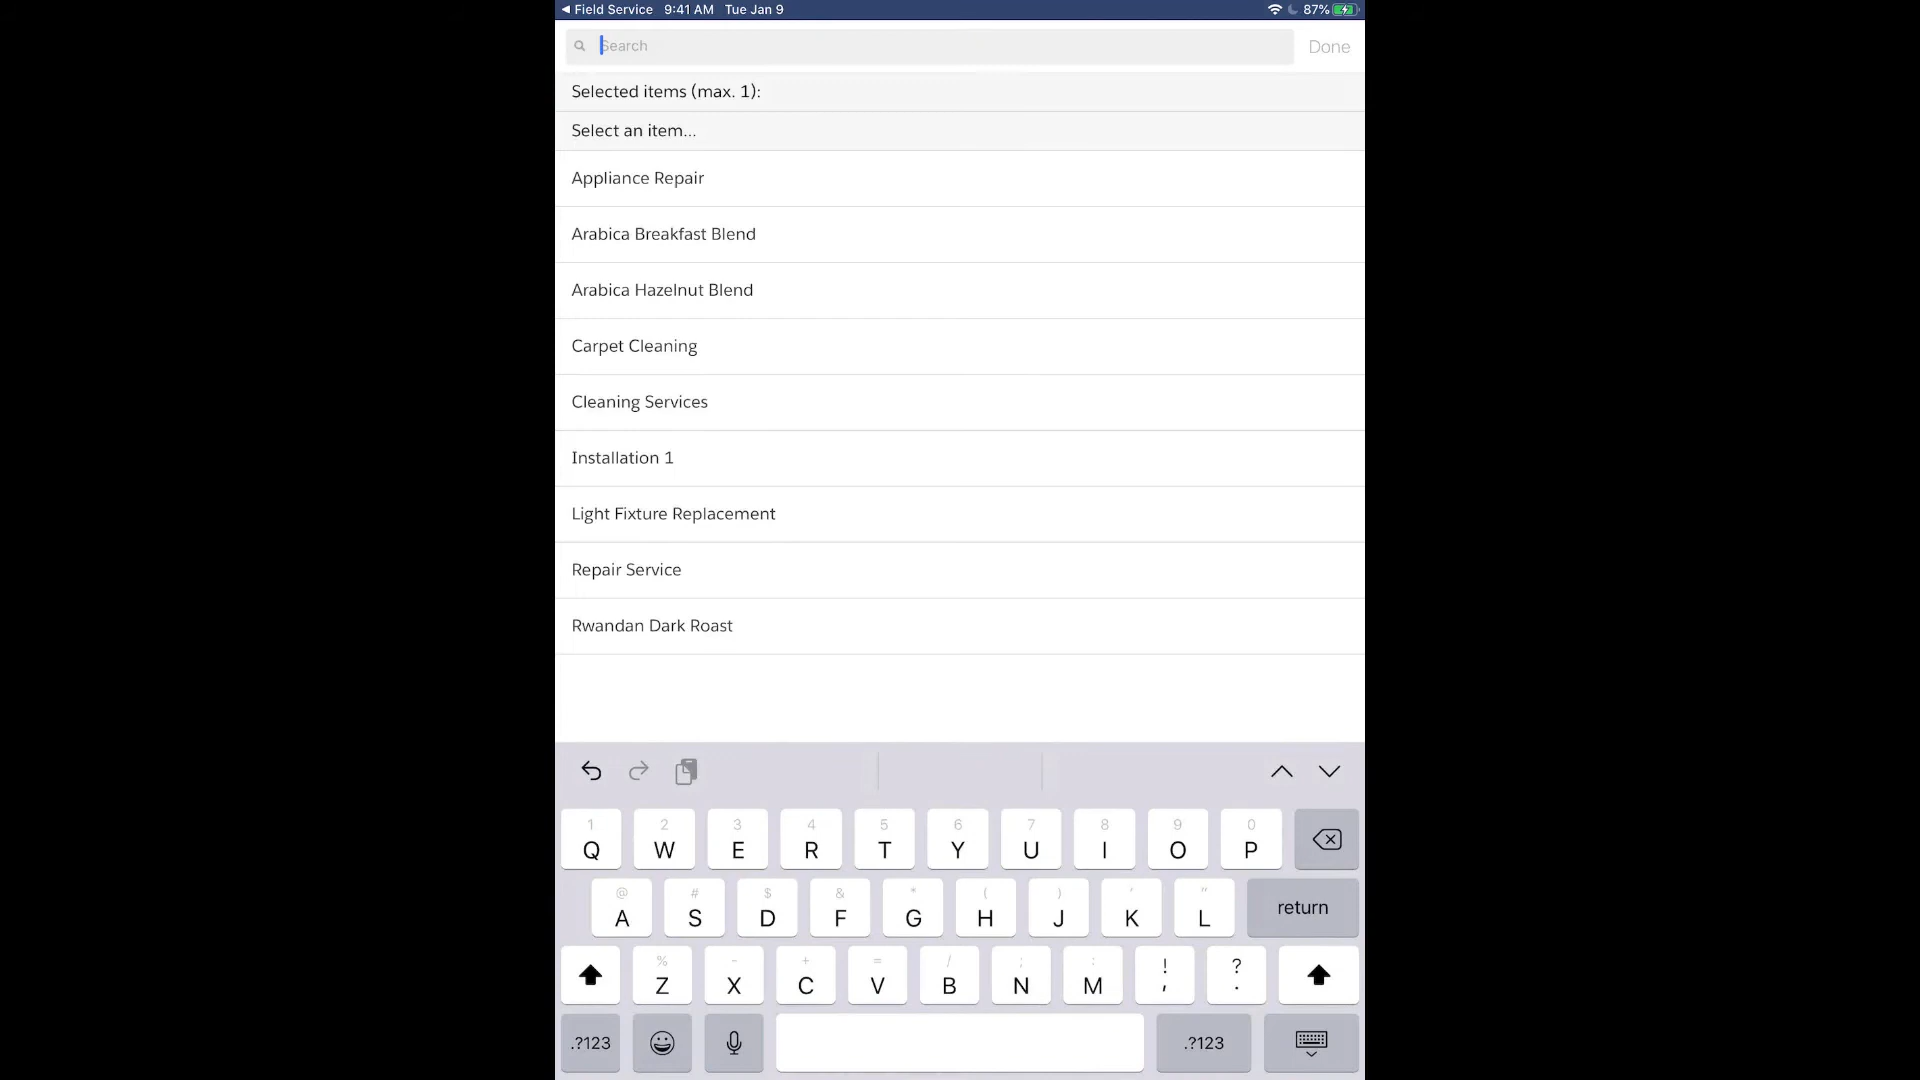 ◀ Field Service 9:41 AM Tue Jan 9 87%
Search Done
Selected items (max. 1):
Select an item...
Appliance Repair
Arabica Breakfast Blend
Arabica Hazelnut Blend
Carpet Cleaning
Cleaning Services
Installation 1
Light Fixture Replacement
Repair Service
Rwandan Dark Roast
1 2 3 4 5 6 7 8 9 0
Q W E R T Y U I O P
@ # $ & * ( ) ' "
A S D F G H J K L return
% - + = / ; : ! ?
Z X C V B N M , .
.?123 .?123